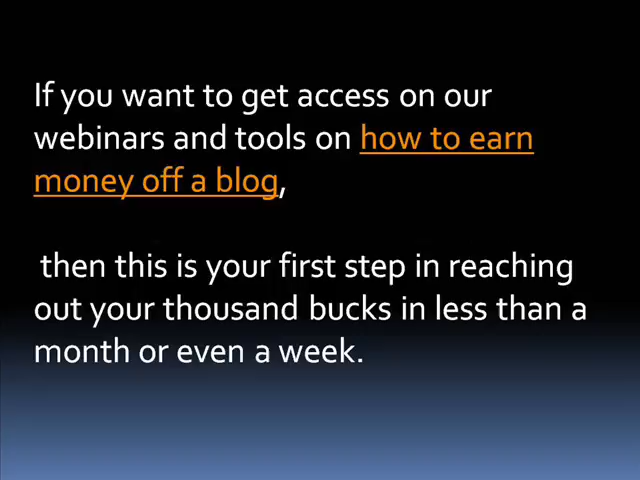 If you want to get access on our
webinars and tools on how to earn
money off a blog,
then this is your first step in reaching
out your thousand bucks in less than a
month or even a week.